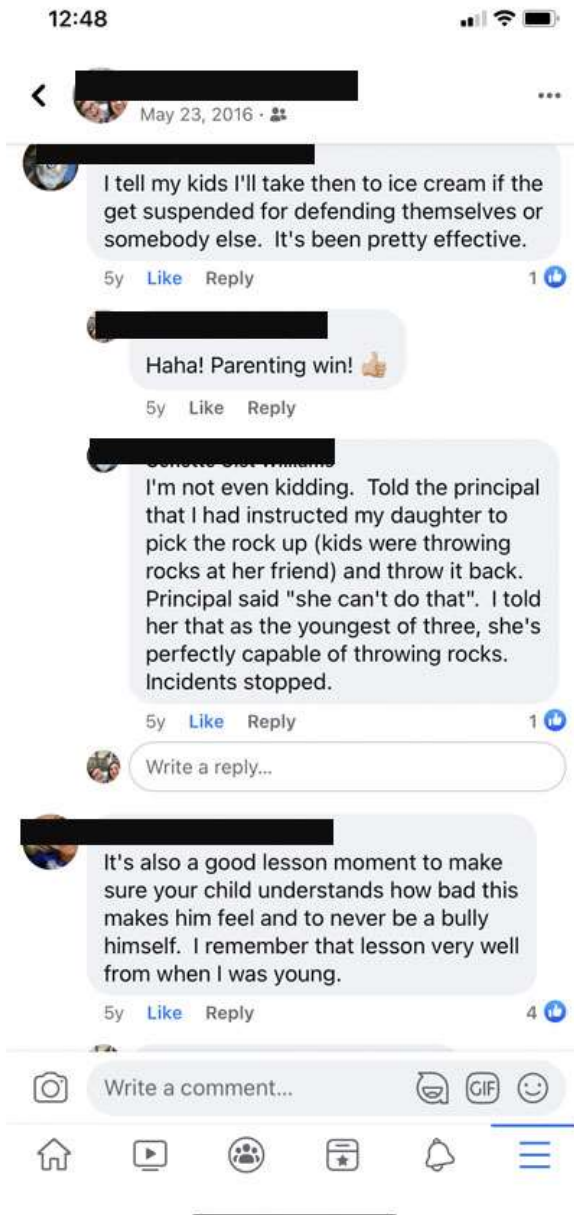 12:48
May 23, 2016 ·
I tell my kids I'll take then to ice cream if the
get suspended for defending themselves or
somebody else.  It's been pretty effective.
5y Like Reply 1
Haha! Parenting win! 👍🏼
5y Like Reply
I'm not even kidding.  Told the principal
that I had instructed my daughter to
pick the rock up (kids were throwing
rocks at her friend) and throw it back.
Principal said "she can't do that".  I told
her that as the youngest of three, she's
perfectly capable of throwing rocks.
Incidents stopped.
5y Like Reply 1
Write a reply...
It's also a good lesson moment to make
sure your child understands how bad this
makes him feel and to never be a bully
himself.  I remember that lesson very well
from when I was young.
5y Like Reply 4
Write a comment...
GIF